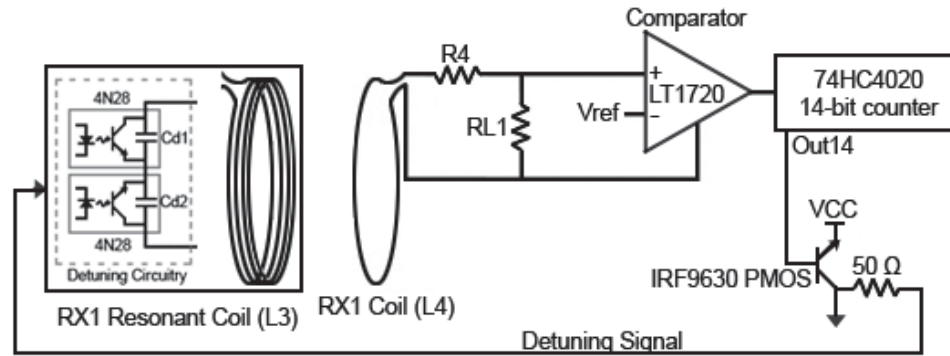 Comparator
R4
4N28
Cd1
+
LT1720
Vref
−
RL1
74HC4020
14-bit counter
Out14
Cd2
4N28
Detuning Circuitry
VCC
IRF9630 PMOS
50 Ω
RX1 Resonant Coil (L3)
RX1 Coil (L4)
Detuning Signal